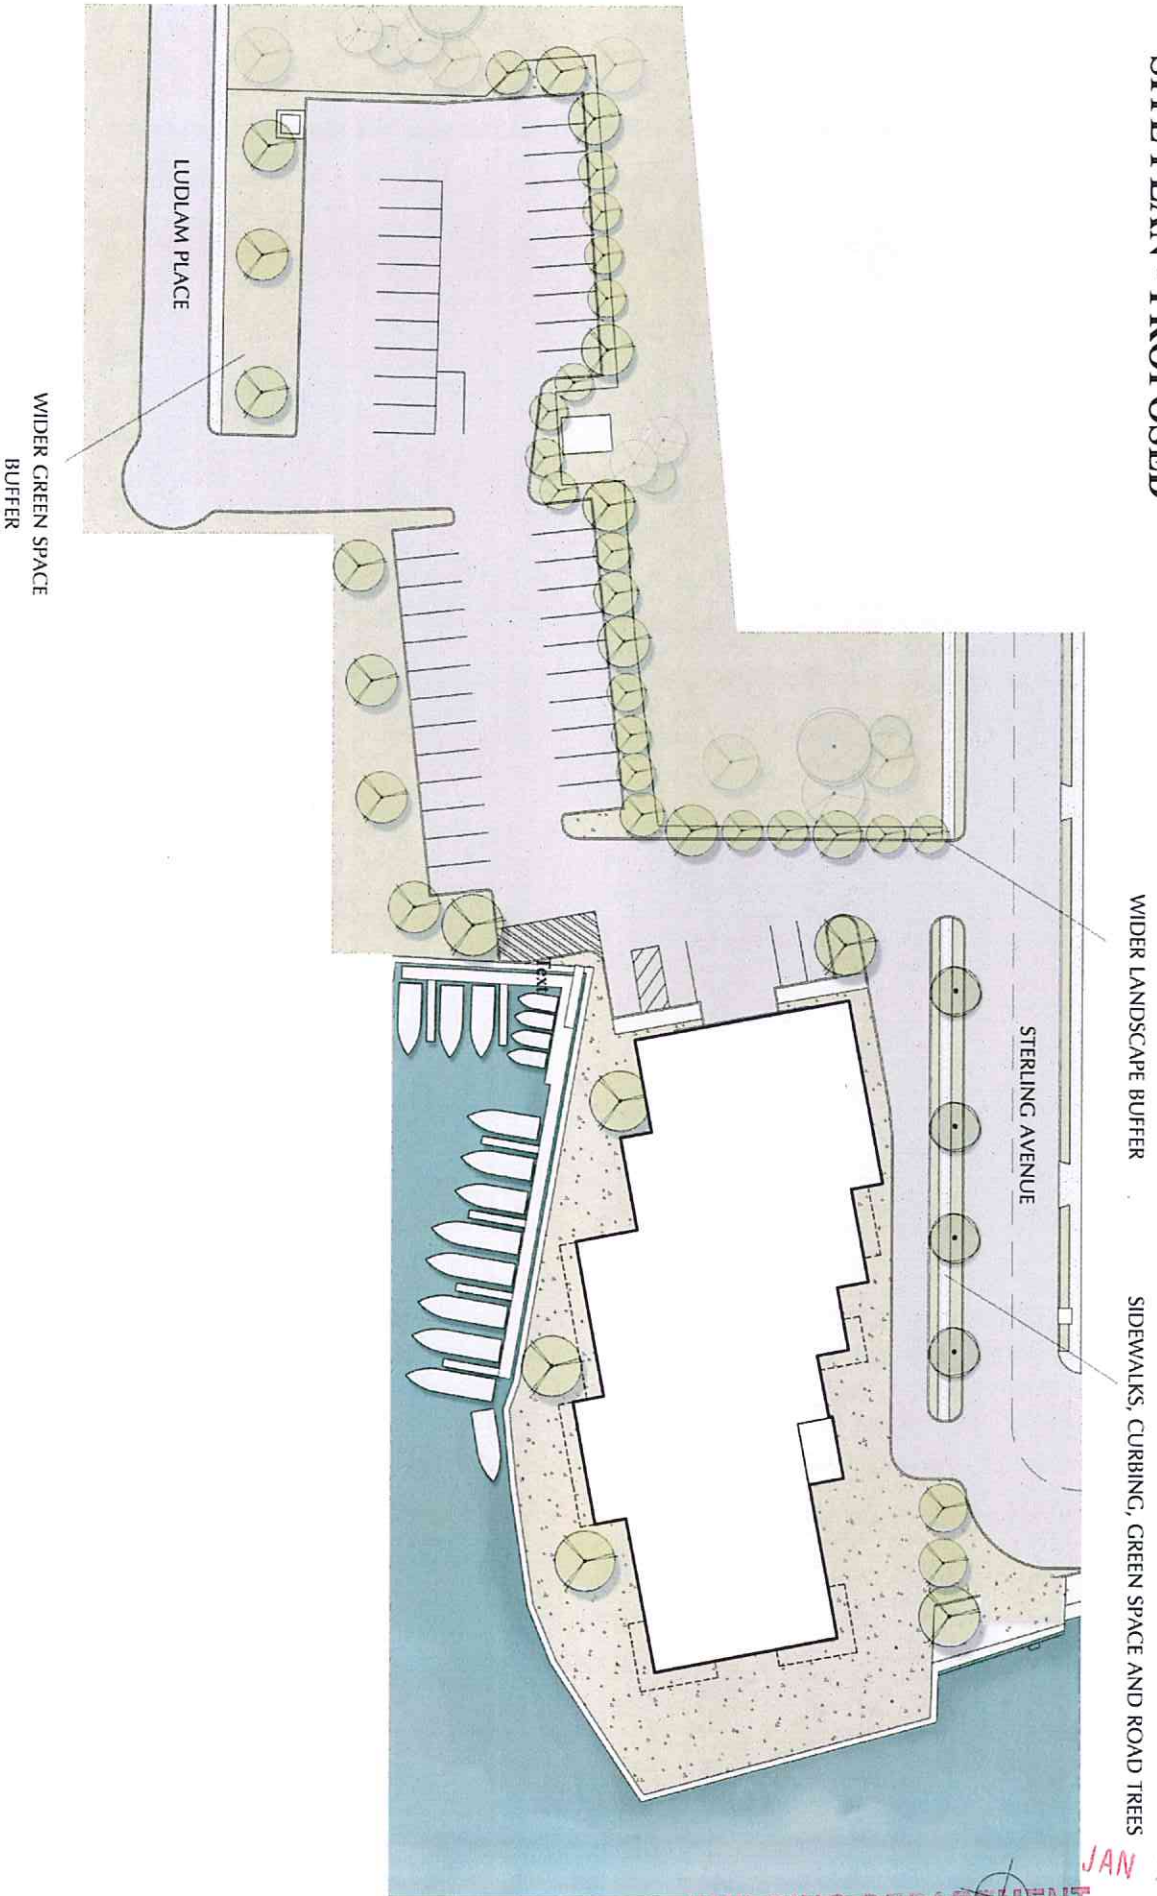 SITE PLAN - PROPOSED
WIDER LANDSCAPE BUFFER
SIDEWALKS, CURBING, GREEN SPACE AND ROAD TREES
JAN
STERLING AVENUE
Text
LUDLAM PLACE
WIDER GREEN SPACE
BUFFER